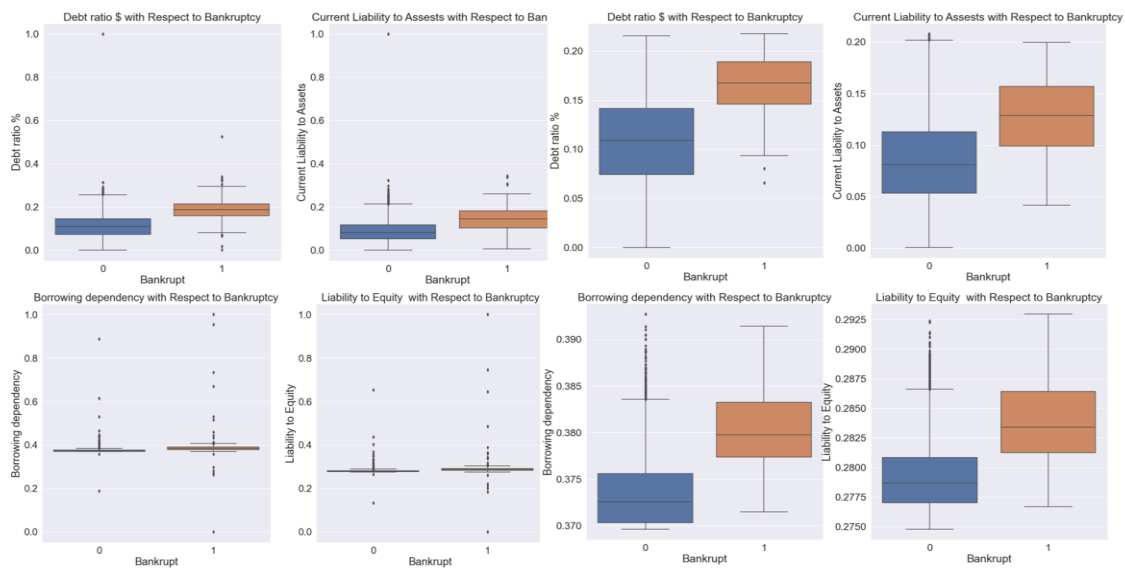 Debt ratio $ with Respect to Bankruptcy
Debt ratio %
1.0
0.8
0.6
0.4
0.2
0.0
0
1
Bankrupt
Current Liability to Assests with Respect to Ban
Current Liability to Assets
1.0
0.8
0.6
0.4
0.2
0.0
0
1
Bankrupt
Debt ratio $ with Respect to Bankruptcy
Debt ratio %
0.20
0.15
0.10
0.05
0.00
0
1
Bankrupt
Current Liability to Assests with Respect to Bankruptcy
Current Liability to Assets
0.20
0.15
0.10
0.05
0.00
0
1
Bankrupt
Borrowing dependency with Respect to Bankruptcy
Borrowing dependency
1.0
0.8
0.6
0.4
0.2
0.0
0
1
Bankrupt
Liability to Equity  with Respect to Bankruptcy
Liability to Equity
1.0
0.8
0.6
0.4
0.2
0.0
0
1
Bankrupt
Borrowing dependency with Respect to Bankruptcy
Borrowing dependency
0.390
0.385
0.380
0.375
0.370
0
1
Bankrupt
Liability to Equity  with Respect to Bankruptcy
Liability to Equity
0.2925
0.2900
0.2875
0.2850
0.2825
0.2800
0.2775
0.2750
0
1
Bankrupt